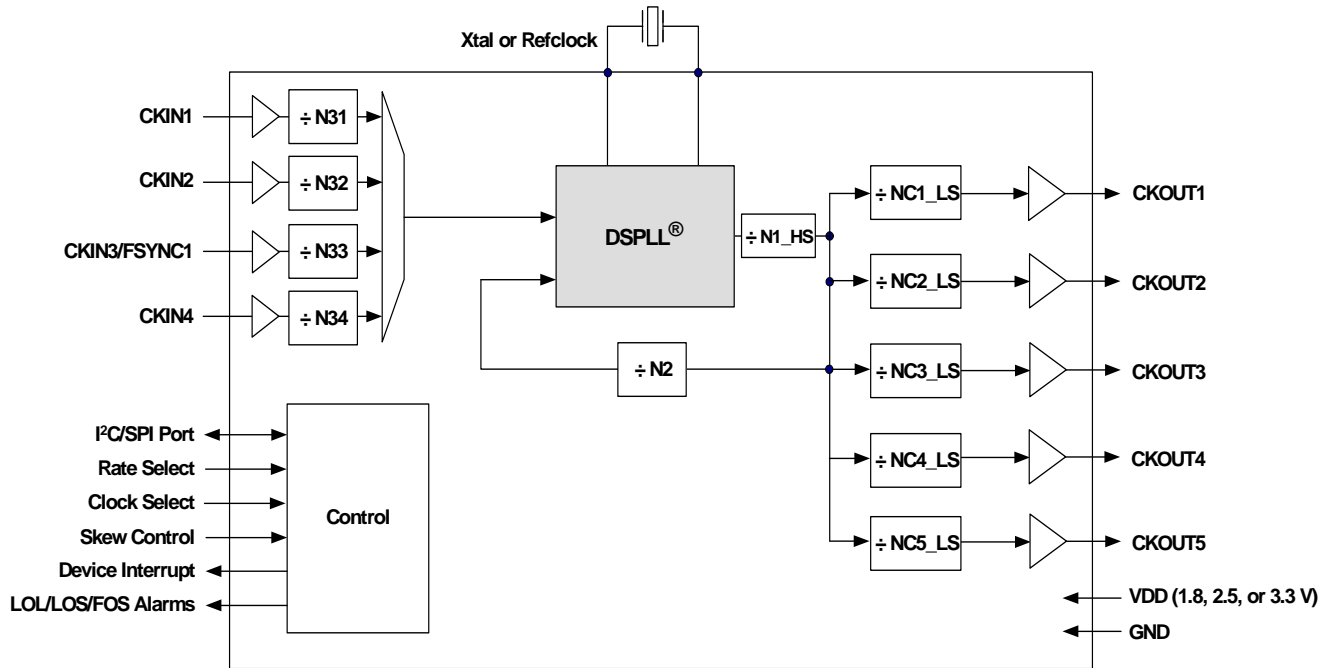 Xtal or Refclock
CKIN1
÷ N31
CKIN2
÷ N32
CKIN3/FSYNC1
÷ N33
CKIN4
÷ N34
DSPLL®
÷ N1_HS
÷ N2
÷ NC1_LS
CKOUT1
÷ NC2_LS
CKOUT2
÷ NC3_LS
CKOUT3
÷ NC4_LS
CKOUT4
÷ NC5_LS
CKOUT5
I²C/SPI Port
Rate Select
Clock Select
Skew Control
Device Interrupt
LOL/LOS/FOS Alarms
Control
VDD (1.8, 2.5, or 3.3 V)
GND